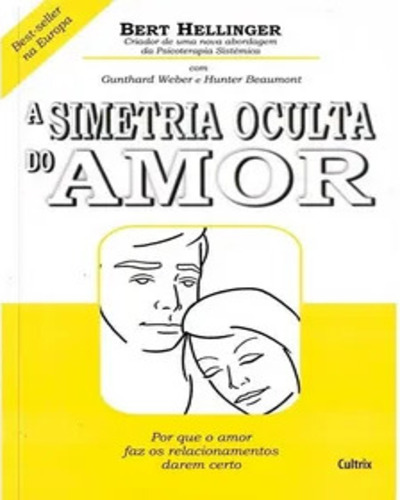 Best-seller
na Europa
BERT HELLINGER
Criador de uma nova abordagem
da Psicoterapia Sistêmica
com
Gunthard Weber e Hunter Beaumont
A SIMETRIA OCULTA
DO AMOR
Por que o amor
faz os relacionamentos
darem certo
Cultrix